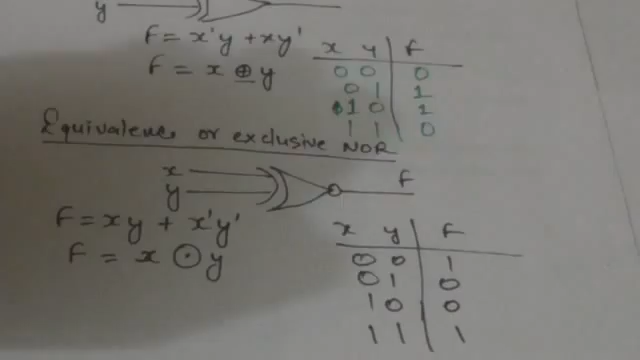 y
F = x'y + xy'
F = x ⊕ y
x y F
0 0 0
0 1 1
1 0 1
1 1 0
Equivalence or exclusive NOR
x
y
F
F = xy + x'y'
F = x ⊙ y
x y F
0 0 1
0 1 0
1 0 0
1 1 1